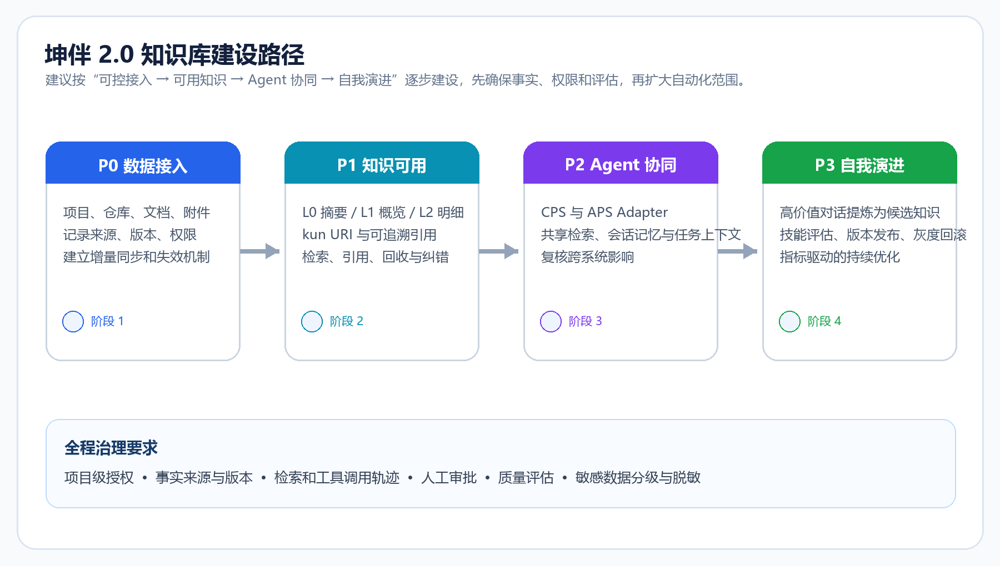 坤伴 2.0 知识库建设路径
建议按“可控接入 → 可用知识 → Agent 协同 → 自我演进”逐步建设，先确保事实、权限和评估，再扩大自动化范围。
P0 数据接入
项目、仓库、文档、附件
记录来源、版本、权限
建立增量同步和失效机制
阶段 1
P1 知识可用
L0 摘要 / L1 概览 / L2 明细
kun URI 与可追溯引用
检索、引用、回收与纠错
阶段 2
P2 Agent 协同
CPS 与 APS Adapter
共享检索、会话记忆与任务上下文
复核跨系统影响
阶段 3
P3 自我演进
高价值对话提炼为候选知识
技能评估、版本发布、灰度回滚
指标驱动的持续优化
阶段 4
全程治理要求
项目级授权 • 事实来源与版本 • 检索和工具调用轨迹 • 人工审批 • 质量评估 • 敏感数据分级与脱敏